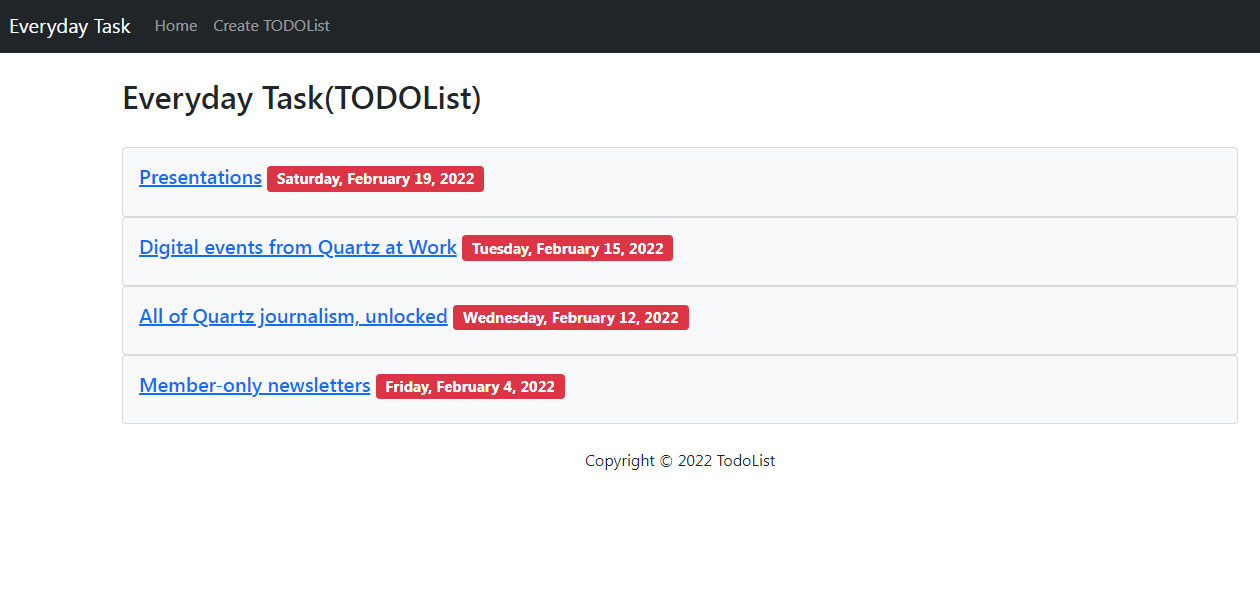 Everyday Task Home Create TODOList
Everyday Task(TODOList)
Presentations Saturday, February 19, 2022
Digital events from Quartz at Work Tuesday, February 15, 2022
All of Quartz journalism, unlocked Wednesday, February 12, 2022
Member-only newsletters Friday, February 4, 2022
Copyright © 2022 TodoList